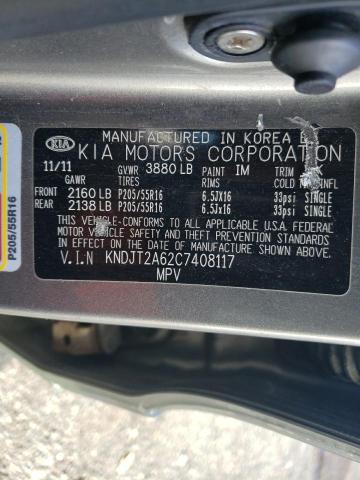 MANUFACTURED IN KOREA
KIA
KIA MOTORS CORPORATION
11/11 GVWR 3880 LB PAINT IM TRIM
GAWR TIRES RIMS COLD INFL
FRONT 2160 LB P205/55R16 6.5JX16 33psi SINGLE
REAR 2138 LB P205/55R16 6.5JX16 33psi SINGLE
THIS VEHICLE CONFORMS TO ALL APPLICABLE U.S.A. FEDERAL
MOTOR VEHICLE SAFETY AND THEFT PREVENTION STANDARDS
IN EFFECT ON THE DATE OF MANUFACTURE SHOWN ABOVE.
V.I.N KNDJT2A62C7408117
MPV
P205/55R16